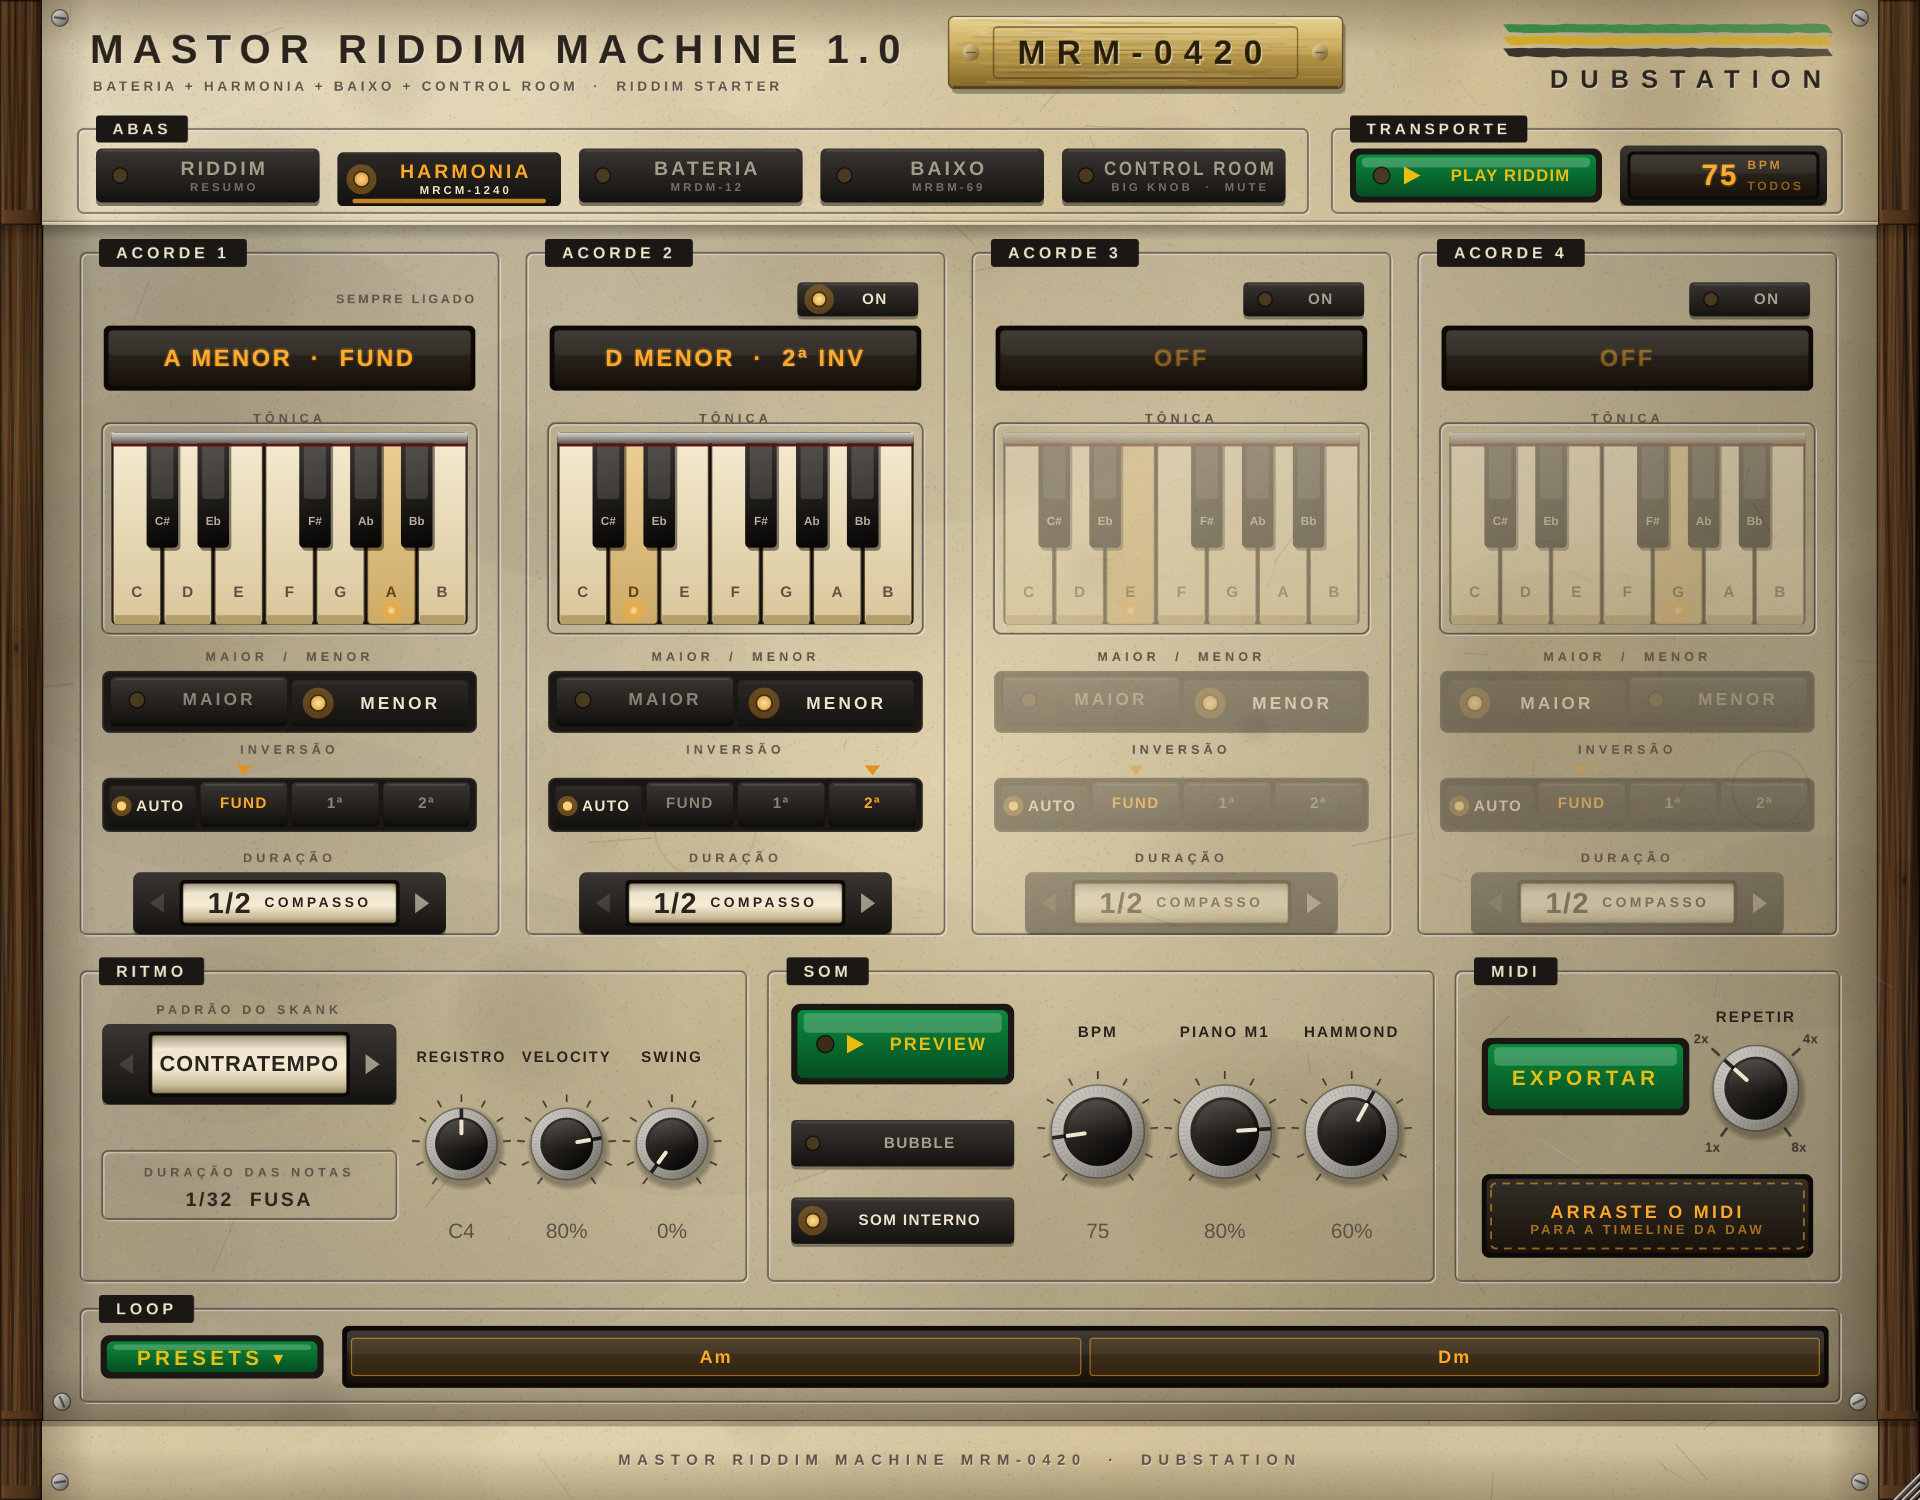 MASTOR RIDDIM MACHINE 1.0
BATERIA + HARMONIA + BAIXO + CONTROL ROOM · RIDDIM STARTER
MRM-0420
DUBSTATION
ABAS
RIDDIM
RESUMO
HARMONIA
MRCM-1240
BATERIA
MRDM-12
BAIXO
MRBM-69
CONTROL ROOM
BIG KNOB · MUTE
TRANSPORTE
PLAY RIDDIM
75 BPM
TODOS
ACORDE 1
SEMPRE LIGADO
A MENOR · FUND
TÔNICA
C# Eb F# Ab Bb
C D E F G A B
MAIOR / MENOR
MAIOR MENOR
INVERSÃO
AUTO FUND 1ª 2ª
DURAÇÃO
1/2 COMPASSO
ACORDE 2
ON
D MENOR · 2ª INV
TÔNICA
C# Eb F# Ab Bb
C D E F G A B
MAIOR / MENOR
MAIOR MENOR
INVERSÃO
AUTO FUND 1ª 2ª
DURAÇÃO
1/2 COMPASSO
ACORDE 3
ON
OFF
TÔNICA
C# Eb F# Ab Bb
C D E F G A B
MAIOR / MENOR
MAIOR MENOR
INVERSÃO
AUTO FUND 1ª 2ª
DURAÇÃO
1/2 COMPASSO
ACORDE 4
ON
OFF
TÔNICA
C# Eb F# Ab Bb
C D E F G A B
MAIOR / MENOR
MAIOR MENOR
INVERSÃO
AUTO FUND 1ª 2ª
DURAÇÃO
1/2 COMPASSO
RITMO
PADRÃO DO SKANK
CONTRATEMPO
DURAÇÃO DAS NOTAS
1/32 FUSA
REGISTRO VELOCITY SWING
C4 80% 0%
SOM
PREVIEW
BUBBLE
SOM INTERNO
BPM PIANO M1 HAMMOND
75 80% 60%
MIDI
EXPORTAR
REPETIR
2x 4x
1x 8x
ARRASTE O MIDI
PARA A TIMELINE DA DAW
LOOP
PRESETS ▼
Am Dm
MASTOR RIDDIM MACHINE MRM-0420 · DUBSTATION